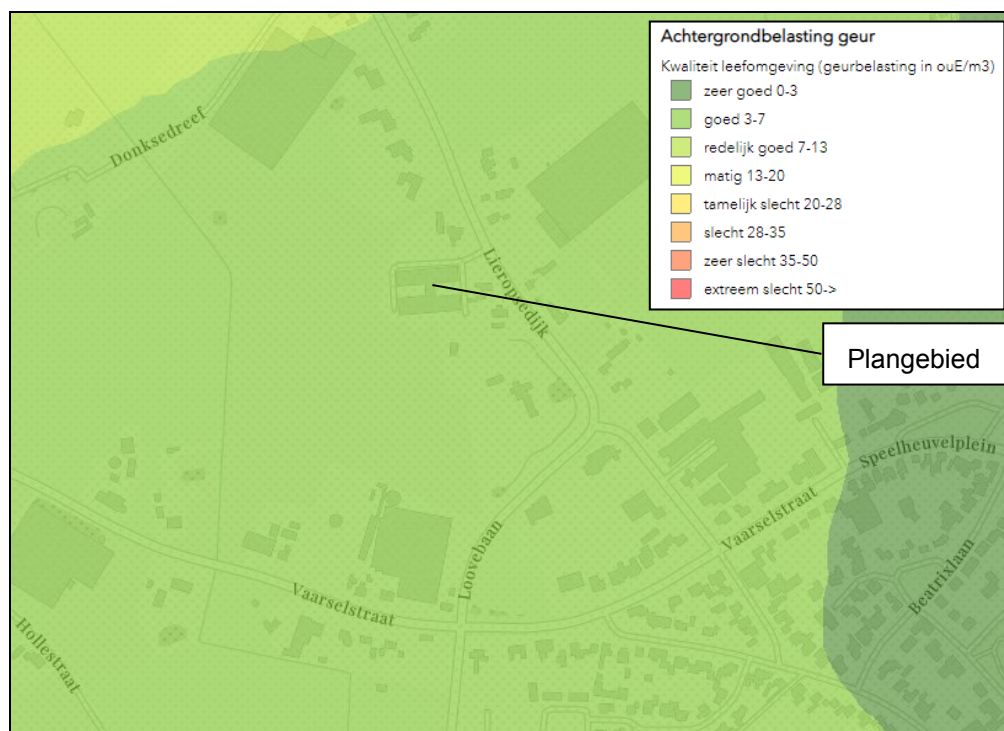 Achtergrondbelasting geur
Kwaliteit leefomgeving (geurbelasting in ouE/m3)
zeer goed 0-3
goed 3-7
redelijk goed 7-13
matig 13-20
tamelijk slecht 20-28
slecht 28-35
zeer slecht 35-50
extreem slecht 50->
Donksedreef
Lieropsedijk
Plangebied
Speelheuvelplein
Vaarselstraat
Loovebaan
Beatrixlaan
Vaarselstraat
Hollestraat